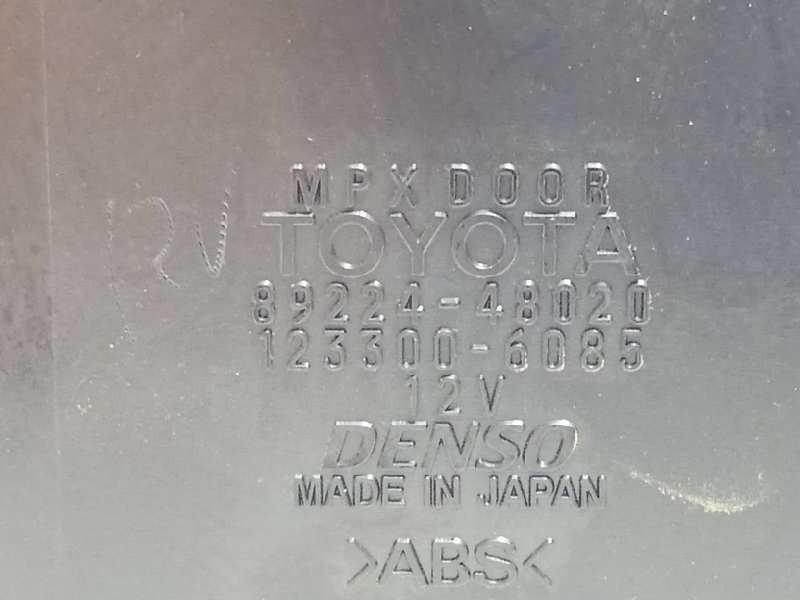 MPX DOOR
TOYOTA
89224-48020
123300-6085
12V
DENSO
MADE IN JAPAN
>ABS<